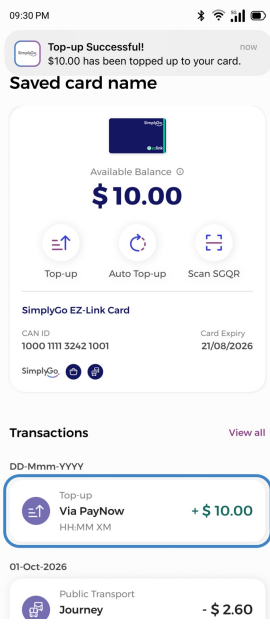 09:30 PM
SimplyGo
Top-up Successful!
now
$10.00 has been topped up to your card.
Saved card name
SimplyGo
ezlink
Available Balance
$10.00
Top-up
Auto Top-up
Scan SGQR
SimplyGo EZ-Link Card
CAN ID
Card Expiry
1000 1111 3242 1001
21/08/2026
SimplyGo
Transactions
View all
DD-Mmm-YYYY
Top-up
Via PayNow
+ $ 10.00
HH:MM XM
01-Oct-2026
Public Transport
Journey
- $ 2.60